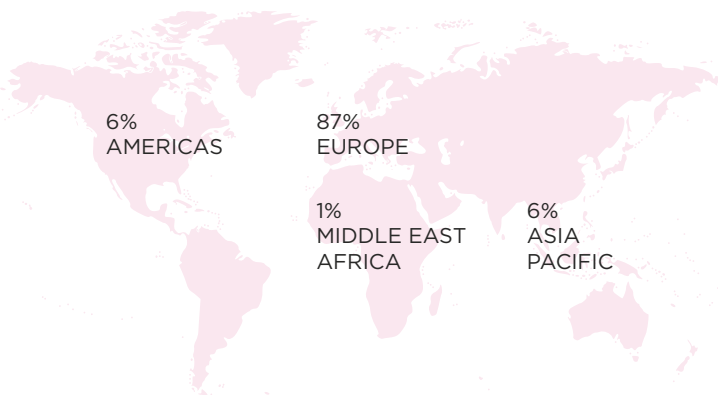 6%
AMERICAS
87%
EUROPE
1%
MIDDLE EAST
AFRICA
6%
ASIA
PACIFIC